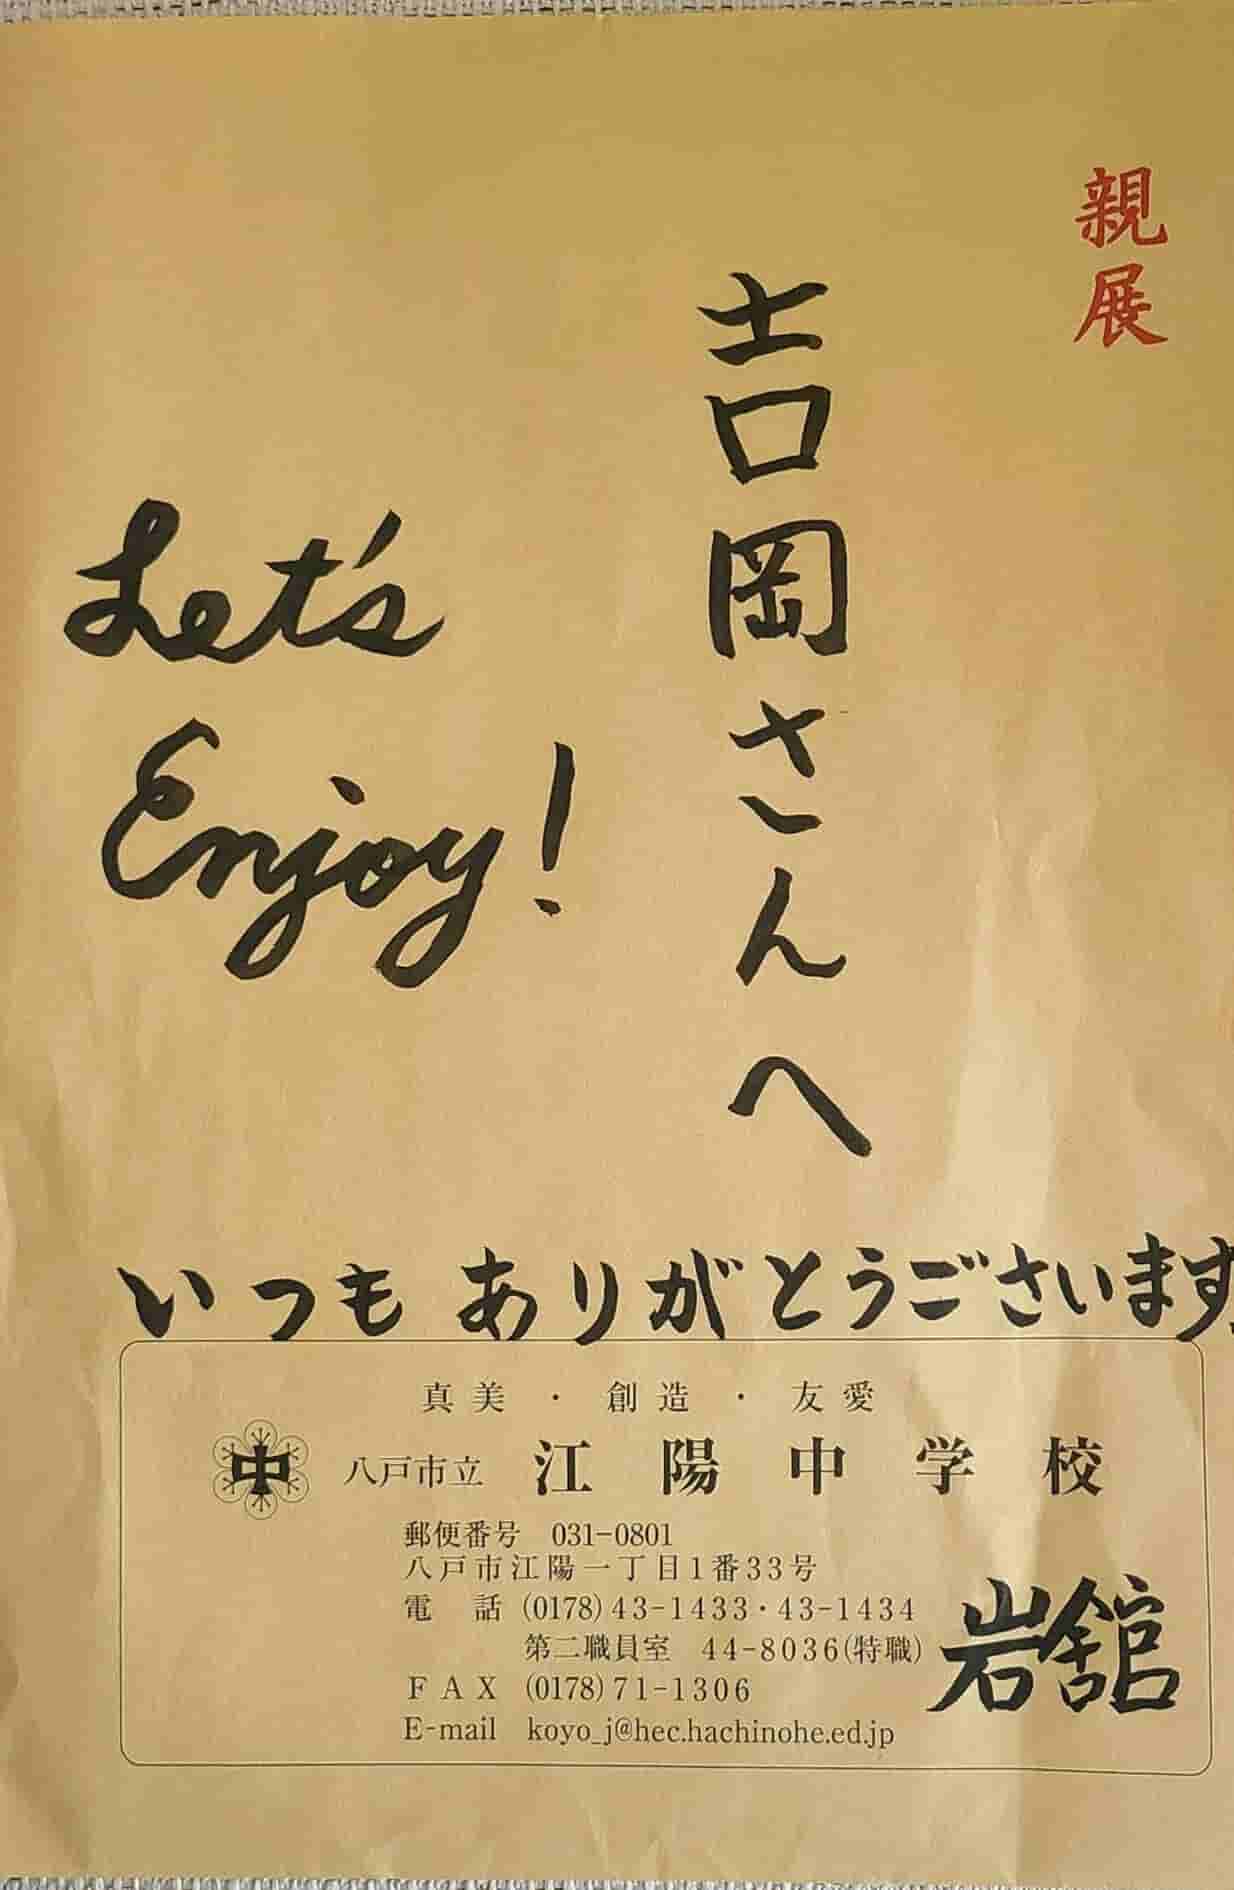 親展
吉岡さんへ
Let's
Enjoy!
いつもありがとうございます。
真美・創造・友愛
中
八戸市立 江陽中学校
郵便番号 031-0801
八戸市江陽一丁目1番33号
電話 (0178)43-1433・43-1434
第二職員室 44-8036(特職)
FAX (0178)71-1306
E-mail koyo_j@hec.hachinohe.ed.jp
岩舘